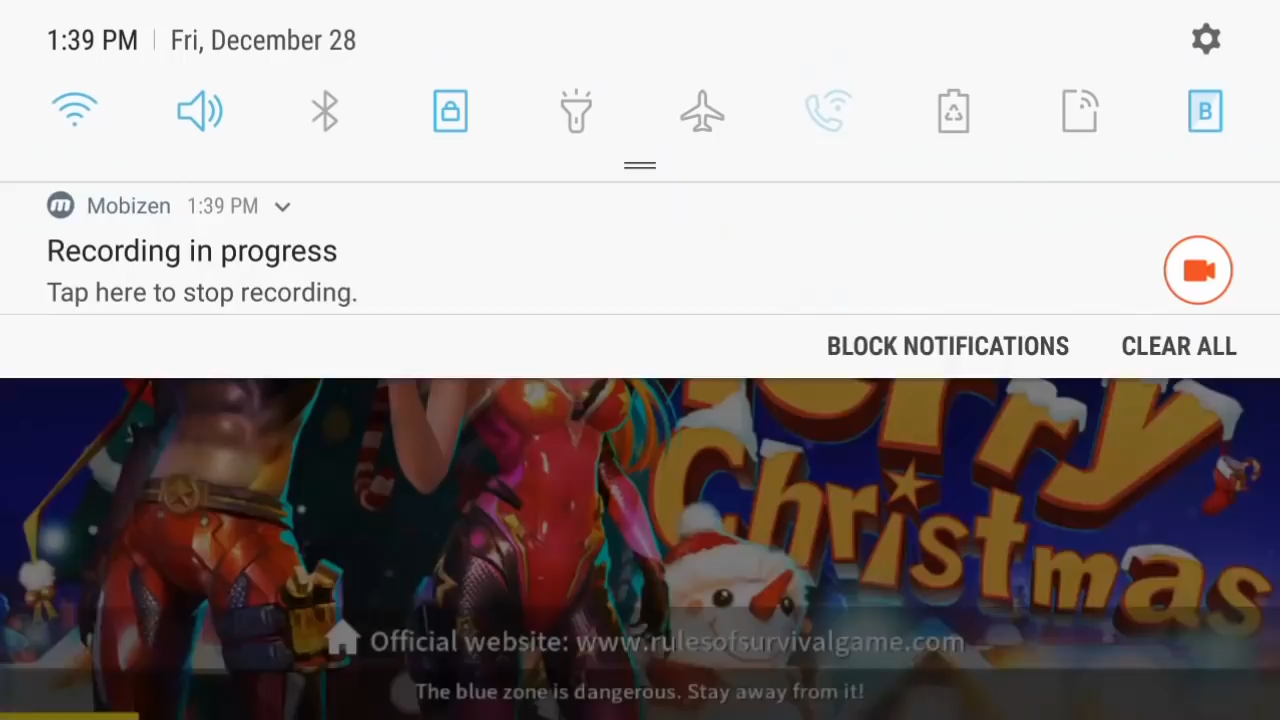 1:39 PM | Fri, December 28
B
Mobizen 1:39 PM
Recording in progress
Tap here to stop recording.
BLOCK NOTIFICATIONS CLEAR ALL
Merry
Christmas
Official website: www.rulesofsurvivalgame.com
The blue zone is dangerous. Stay away from it!